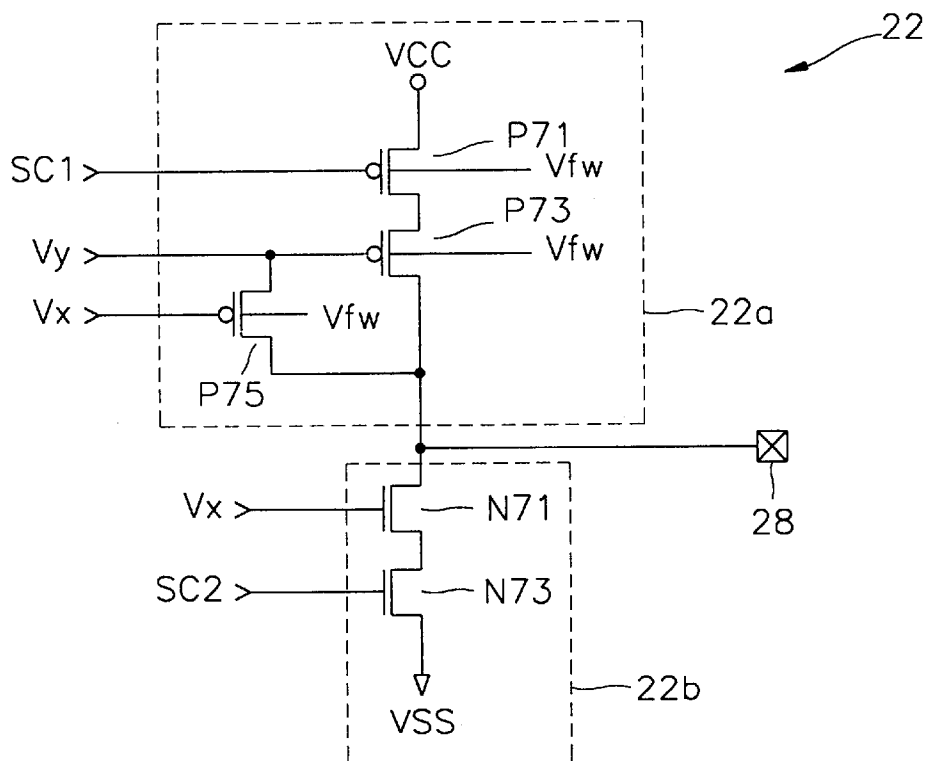 22
VCC
P71
SC1
Vfw
P73
Vy
Vfw
Vx
Vfw
22a
P75
Vx
N71
28
SC2
N73
22b
VSS